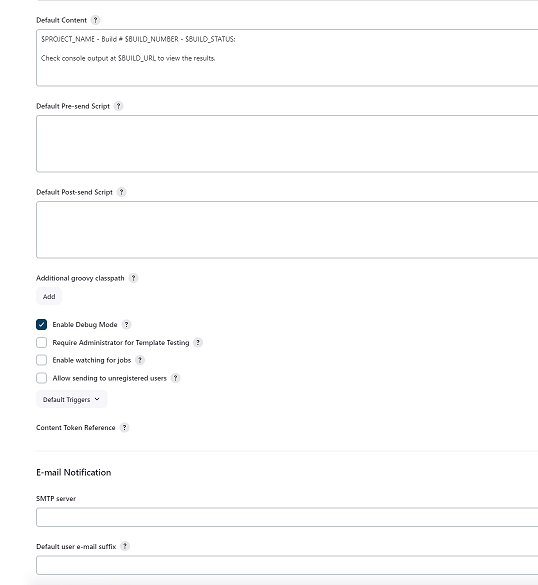 Default Content ?
$PROJECT_NAME - Build # $BUILD_NUMBER - $BUILD_STATUS:
Check console output at $BUILD_URL to view the results.
Default Pre-send Script ?
Default Post-send Script ?
Additional groovy classpath ?
Add
Enable Debug Mode ?
Require Administrator for Template Testing ?
Enable watching for jobs ?
Allow sending to unregistered users ?
Default Triggers
Content Token Reference ?
E-mail Notification
SMTP server
Default user e-mail suffix ?